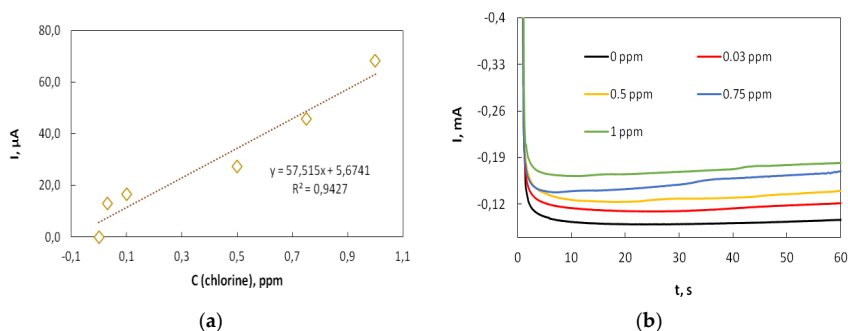 80,0
60,0
40,0
20,0
0,0
I, µA
y = 57,515x + 5,6741
R² = 0,9427
-0,1
0,1
0,3
0,5
0,7
0,9
1,1
C (chlorine), ppm
(a)
-0,4
-0,33
-0,26
-0,19
-0,12
I, mA
0 ppm
0.03 ppm
0.5 ppm
0.75 ppm
1 ppm
0
10
20
30
40
50
60
t, s
(b)